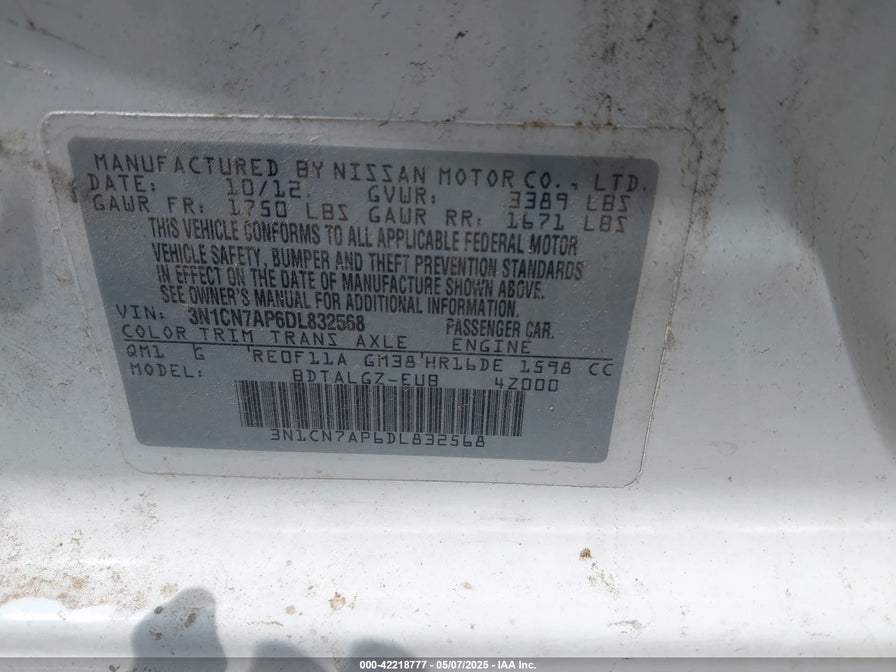 MANUFACTURED BY NISSAN MOTOR CO., LTD.
DATE: 10/12 GVWR: 3389 LBS
GAWR FR: 1750 LBS GAWR RR: 1671 LBS
THIS VEHICLE CONFORMS TO ALL APPLICABLE FEDERAL MOTOR
VEHICLE SAFETY, BUMPER AND THEFT PREVENTION STANDARDS
IN EFFECT ON THE DATE OF MANUFACTURE SHOWN ABOVE.
SEE OWNER'S MANUAL FOR ADDITIONAL INFORMATION.
VIN: 3N1CN7AP6DL832568 PASSENGER CAR.
COLOR TRIM TRANS AXLE ENGINE
QM1 G RE0F11A GM38 HR16DE 1598 CC
MODEL: BDTALGZ-EUB 4Z000
3N1CN7AP6DL832568
000-42218777 - 05/07/2025 - IAA Inc.